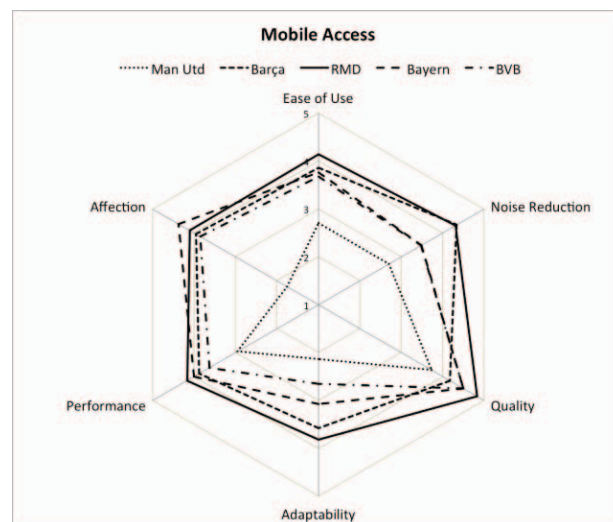 Mobile Access
Man Utd Barça RMD Bayern BVB
Ease of Use
5
4
Affection
3
Noise Reduction
2
1
Performance
Quality
Adaptability